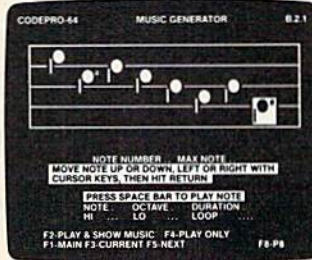 CODEPRO-64 MUSIC GENERATOR B.2.1
NOTE NUMBER ... MAX NOTE ...
MOVE NOTE UP OR DOWN, LEFT OR RIGHT WITH
CURSOR KEYS, THEN HIT RETURN
PRESS SPACE BAR TO PLAY NOTE
NOTE ... OCTAVE ... DURATION ...
HI ... LO ... LOOP ....
F2-PLAY & SHOW MUSIC F4-PLAY ONLY
F1-MAIN F3-CURRENT F5-NEXT F8-P8